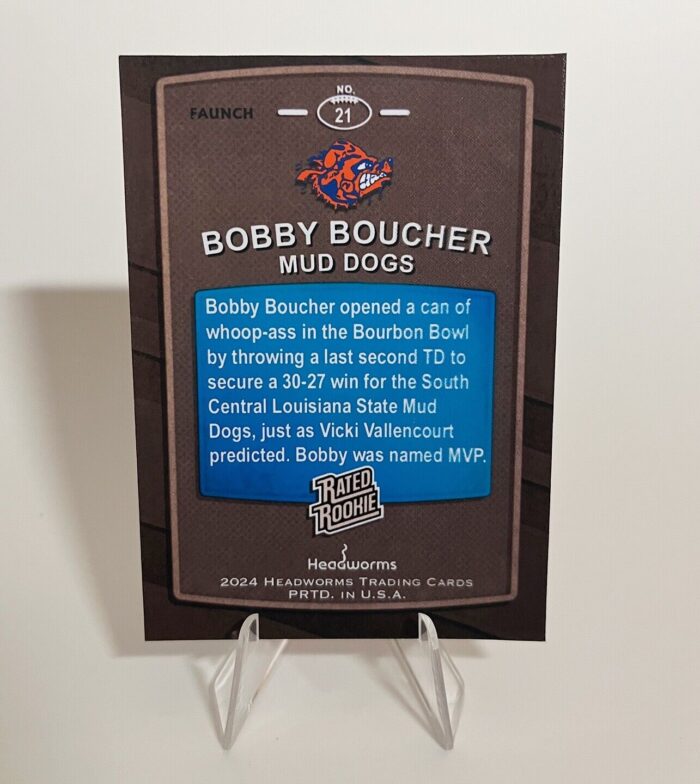 NO.
FAUNCH
21
BOBBY BOUCHER
MUD DOGS
Bobby Boucher opened a can of
whoop-ass in the Bourbon Bowl
by throwing a last second TD to
secure a 30-27 win for the South
Central Louisiana State Mud
Dogs, just as Vicki Vallencourt
predicted. Bobby was named MVP.
RATED
ROOKIE
Headworms
2024 HEADWORMS TRADING CARDS
PRTD. IN U.S.A.